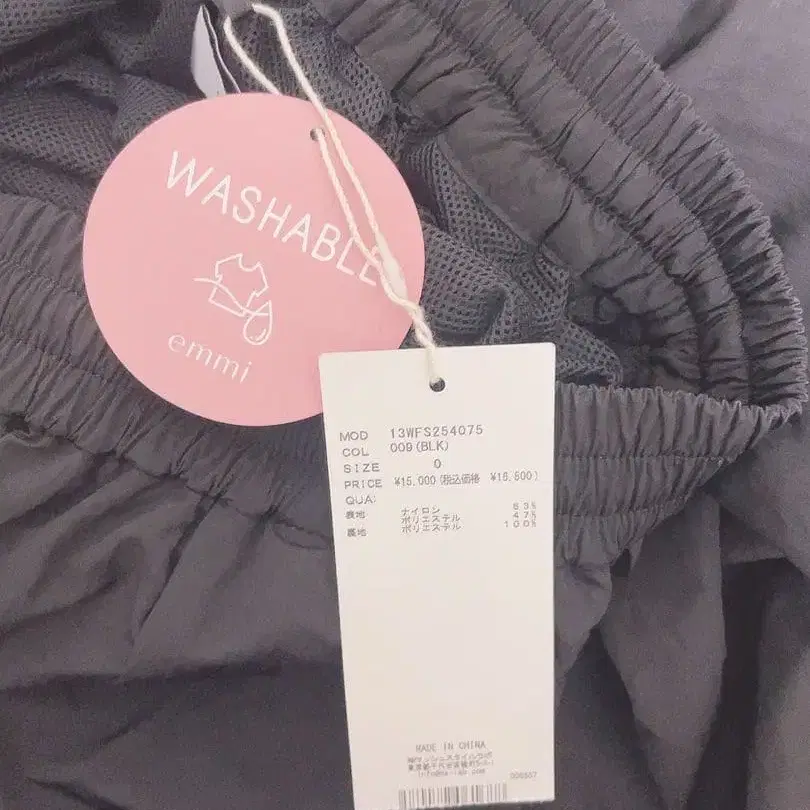 WASHABLE
emmi
MOD 13WFS254075
COL 009(BLK)
SIZE 0
PRICE ¥15,000(税込価格 ¥16,500)
QUA:
表地 ナイロン 53%
ポリエステル 47%
裏地 ポリエステル 100%
MADE IN CHINA